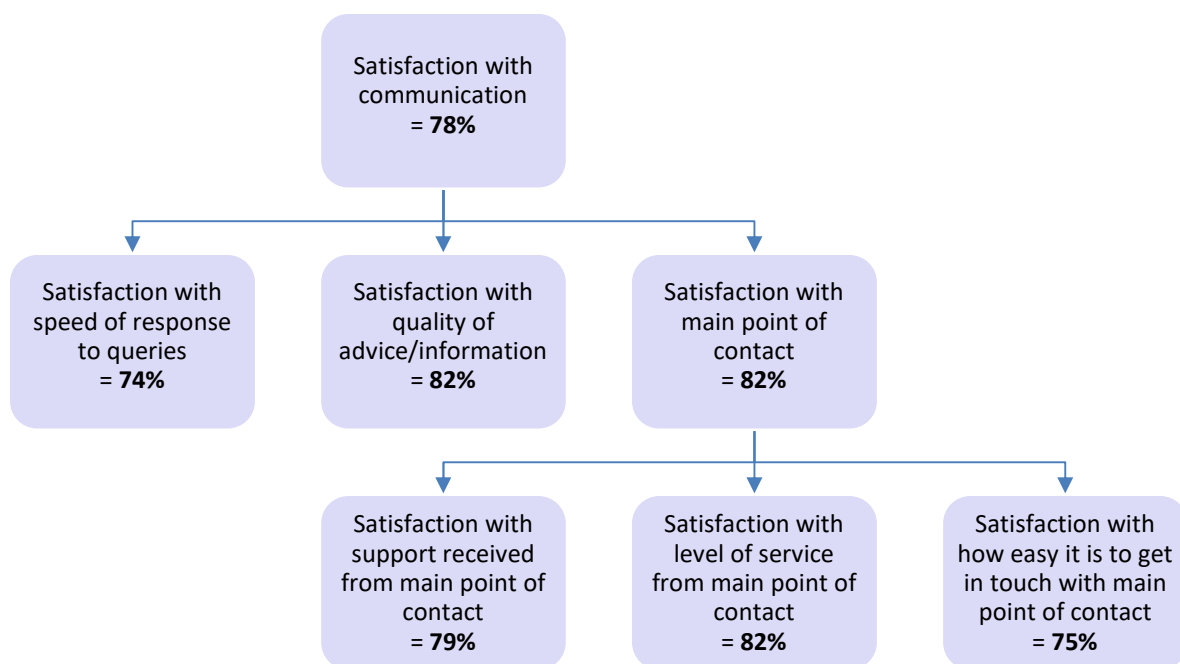 Satisfaction with
communication
= 78%
Satisfaction with
speed of response
to queries
= 74%
Satisfaction with
quality of
advice/information
= 82%
Satisfaction with
main point of
contact
= 82%
Satisfaction with
support received
from main point of
contact
= 79%
Satisfaction with
level of service
from main point of
contact
= 82%
Satisfaction with
how easy it is to get
in touch with main
point of contact
= 75%